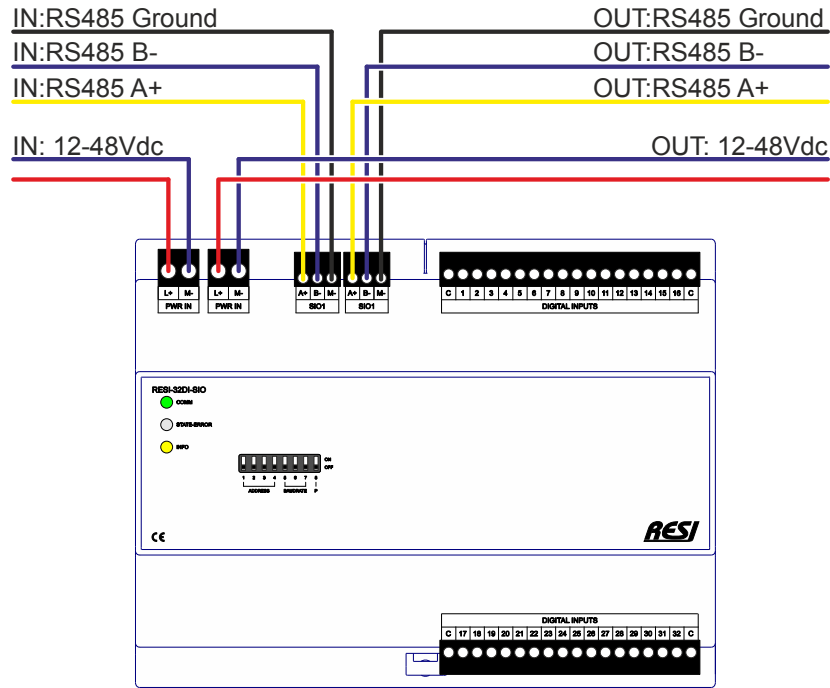 IN:RS485 Ground OUT:RS485 Ground
IN:RS485 B- OUT:RS485 B-
IN:RS485 A+ OUT:RS485 A+
IN: 12-48Vdc OUT: 12-48Vdc
L+ M- L+ M- A+ B- M- A+ B- M- C 1 2 3 4 5 6 7 8 9 10 11 12 13 14 15 16 C
PWR IN PWR IN SIO1 SIO1 DIGITAL INPUTS
RESI-32DI-SIO
COMM
STATE-ERROR
INFO
ON
OFF
1 2 3 4 5 6 7 8
ADDRESS BAUDRATE P
CE RESI
DIGITAL INPUTS
C 17 18 19 20 21 22 23 24 25 26 27 28 29 30 31 32 C